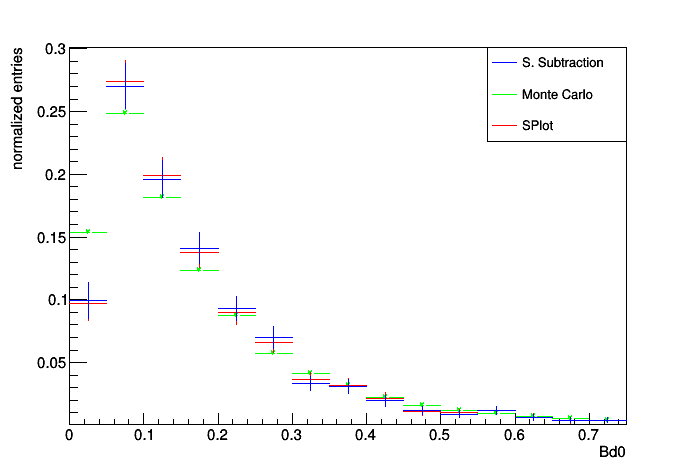 normalized entries
0.3
0.25
0.2
0.15
0.1
0.05
S. Subtraction
Monte Carlo
SPlot
0 0.1 0.2 0.3 0.4 0.5 0.6 0.7
Bd0